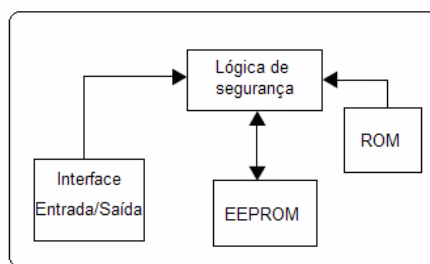 Lógica de
segurança
ROM
Interface
Entrada/Saída
EEPROM